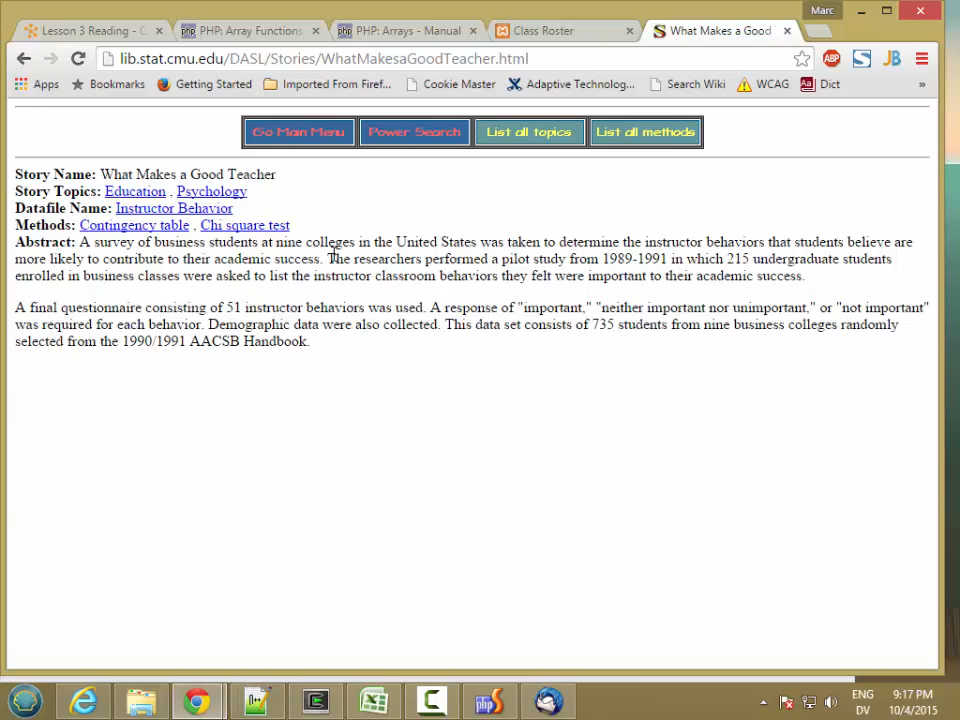 Marc
Lesson 3 Reading - C
PHP: Array Functions
PHP: Arrays - Manual
Class Roster
What Makes a Good
lib.stat.cmu.edu/DASL/Stories/WhatMakesaGoodTeacher.html
ABP
S
JB
Apps
Bookmarks
Getting Started
Imported From Firef...
Cookie Master
Adaptive Technolog...
Search Wiki
WCAG
Dict
»
Go Main Menu
Power Search
List all topics
List all methods
Story Name: What Makes a Good Teacher
Story Topics: Education , Psychology
Datafile Name: Instructor Behavior
Methods: Contingency table , Chi square test
Abstract: A survey of business students at nine colleges in the United States was taken to determine the instructor behaviors that students believe are
more likely to contribute to their academic success. The researchers performed a pilot study from 1989-1991 in which 215 undergraduate students
enrolled in business classes were asked to list the instructor classroom behaviors they felt were important to their academic success.
A final questionnaire consisting of 51 instructor behaviors was used. A response of "important," "neither important nor unimportant," or "not important"
was required for each behavior. Demographic data were also collected. This data set consists of 735 students from nine business colleges randomly
selected from the 1990/1991 AACSB Handbook.
ENG
9:17 PM
DV
10/4/2015